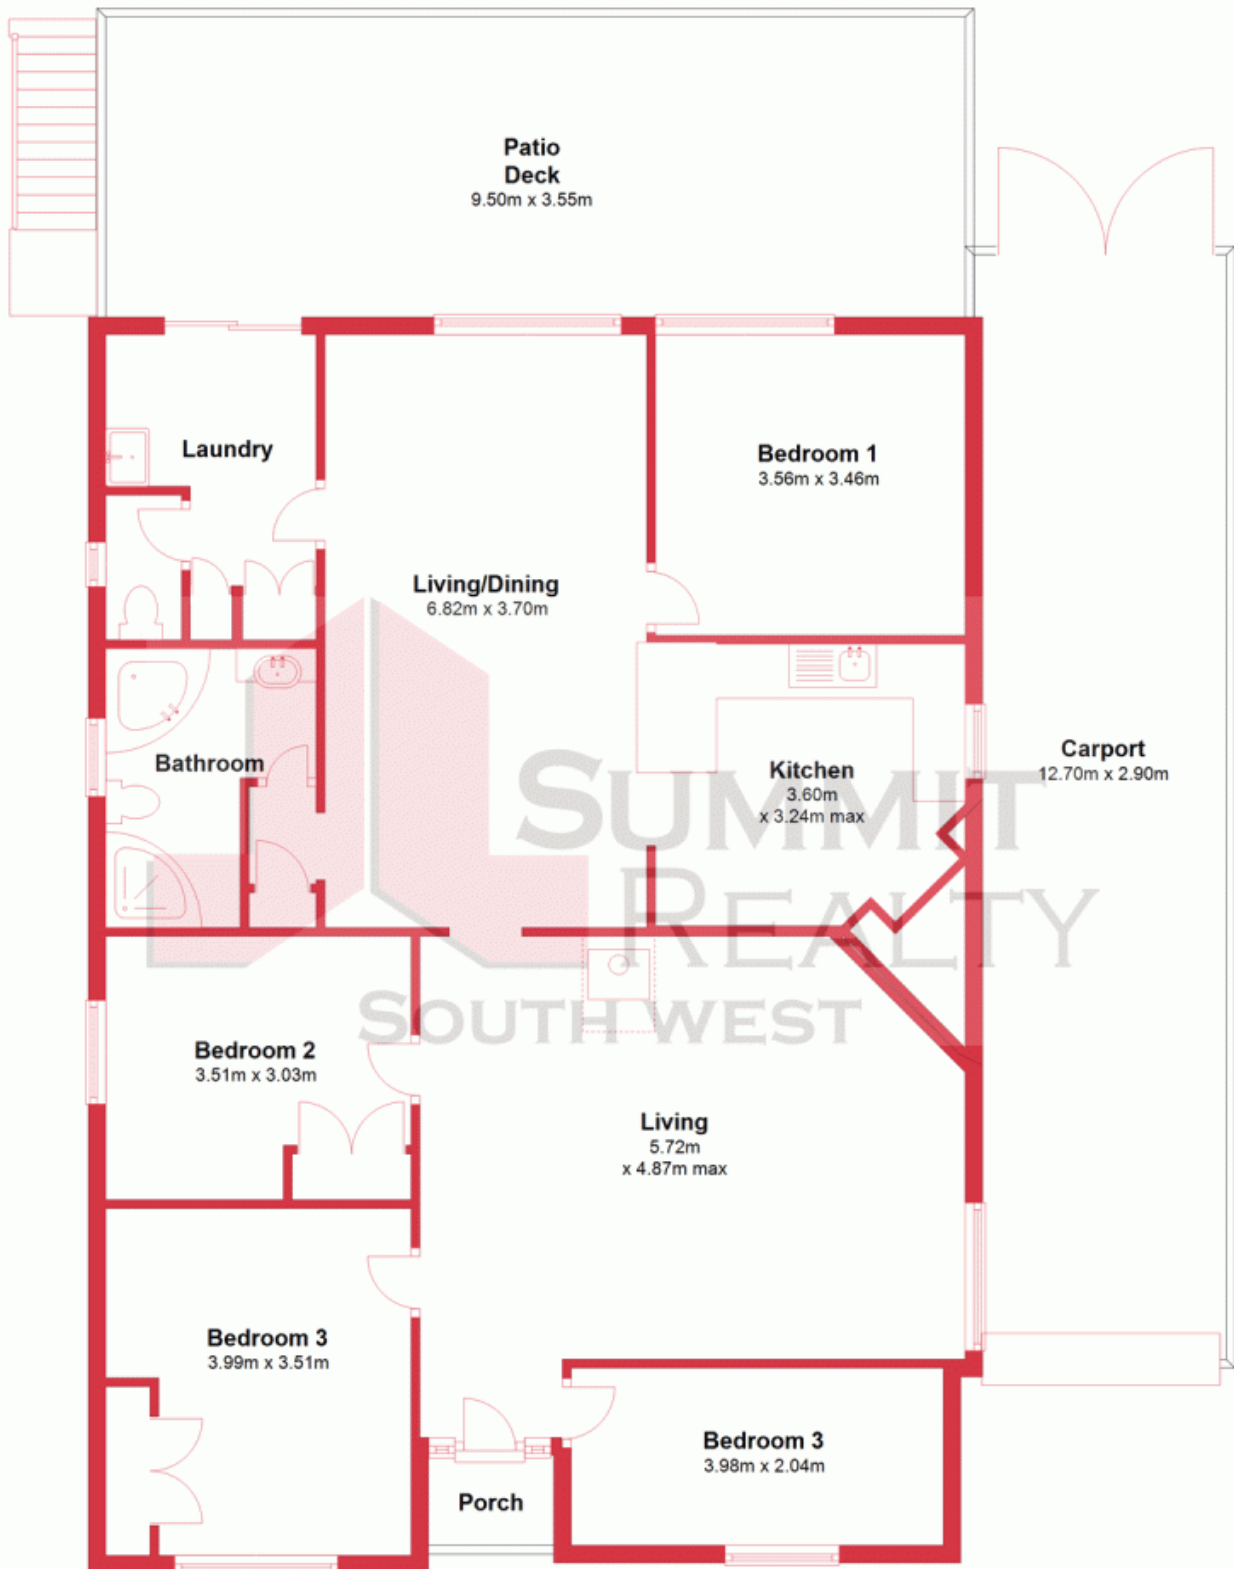 Patio
Deck
9.50m x 3.55m
Laundry
Bedroom 1
3.56m x 3.46m
Living/Dining
6.82m x 3.70m
Bathroom
Kitchen
3.60m
x 3.24m max
Carport
12.70m x 2.90m
SUMMIT
REALTY
SOUTH WEST
Bedroom 2
3.51m x 3.03m
Living
5.72m
x 4.87m max
Bedroom 3
3.99m x 3.51m
Bedroom 3
3.98m x 2.04m
Porch